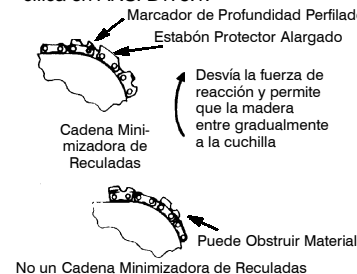 Marcador de Profundidad Perfilad
Estabón Protector Alargado
Desvía la fuerza de
reacción y permite
que la madera
entre gradualmente
a la cuchilla
Cadena Mini-
mizadora de
Reculadas
Puede Obstruir Material
No un Cadena Minimizadora de Reculadas